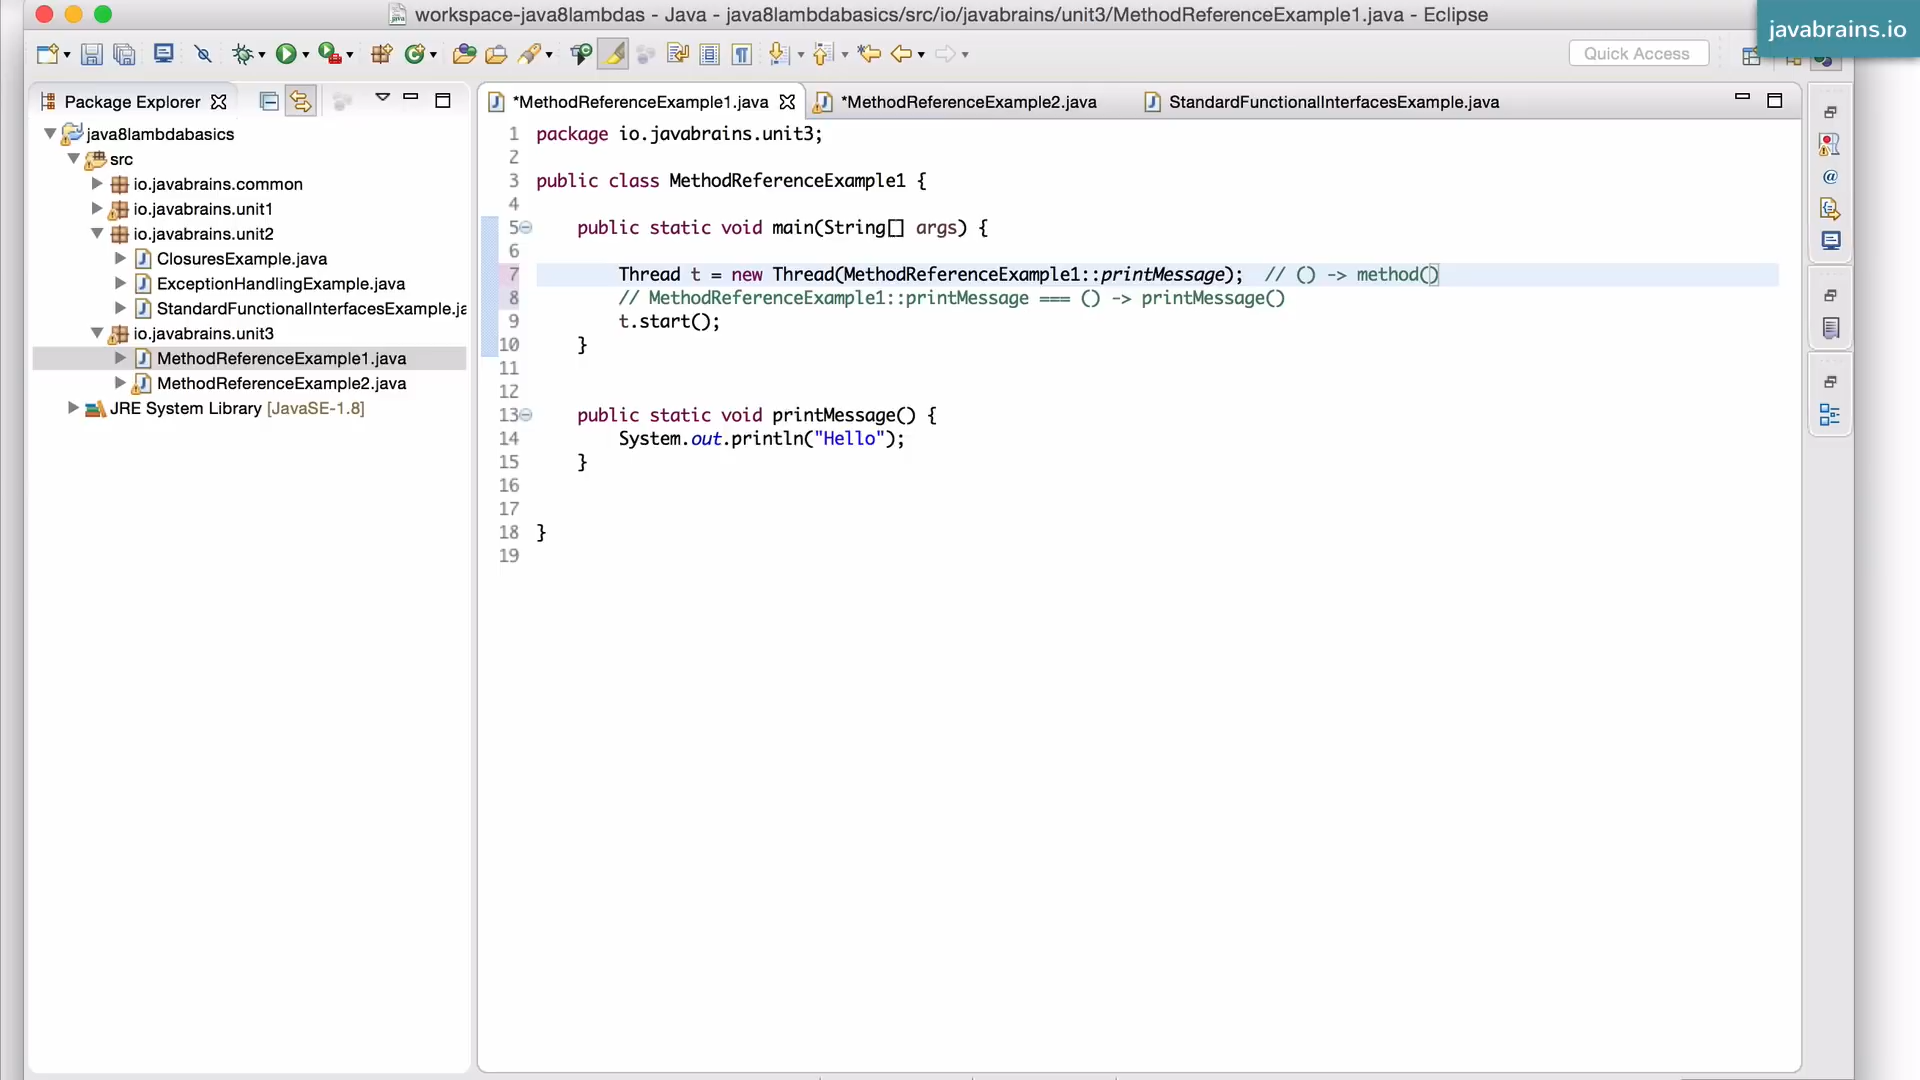 workspace-java8lambdas - Java - java8lambdabasics/src/io/javabrains/unit3/MethodReferenceExample1.java - Eclipse
javabrains.io
Quick Access
Package Explorer
*MethodReferenceExample1.java
*MethodReferenceExample2.java
StandardFunctionalInterfacesExample.java
java8lambdabasics
src
io.javabrains.common
io.javabrains.unit1
io.javabrains.unit2
ClosuresExample.java
ExceptionHandlingExample.java
StandardFunctionalInterfacesExample.ja
io.javabrains.unit3
MethodReferenceExample1.java
MethodReferenceExample2.java
JRE System Library [JavaSE-1.8]
1 package io.javabrains.unit3;
2
3 public class MethodReferenceExample1 {
4
5 public static void main(String[] args) {
6
7 Thread t = new Thread(MethodReferenceExample1::printMessage); // () -> method()
8 // MethodReferenceExample1::printMessage === () -> printMessage()
9 t.start();
10 }
11
12
13 public static void printMessage() {
14 System.out.println("Hello");
15 }
16
17
18 }
19